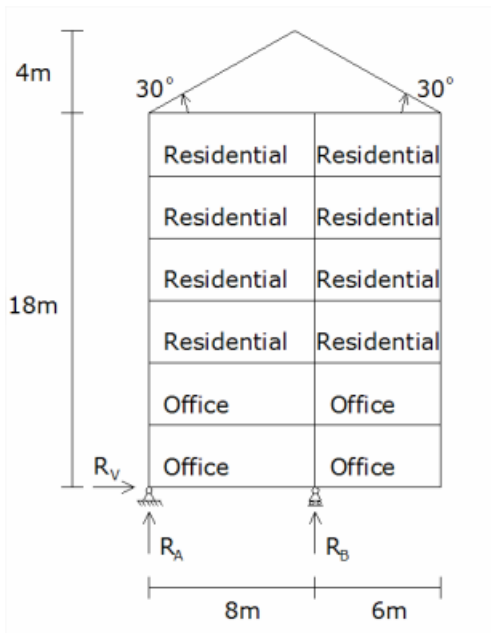 4m
30°
30°
Residential Residential
Residential Residential
18m
Residential Residential
Residential Residential
Office Office
Office Office
R_V
R_A
R_B
8m
6m